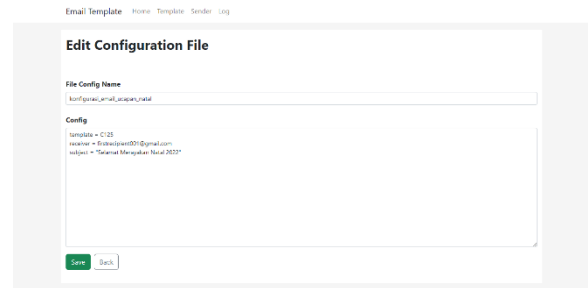 Email Template Home Template Sender Log
Edit Configuration File
File Config Name
konfigurasi_email_ucapan_natal
Config
template = C123
receiver = firstrecipient001@gmail.com
subject = "Selamat Merayakan Natal 2022"
Save Back